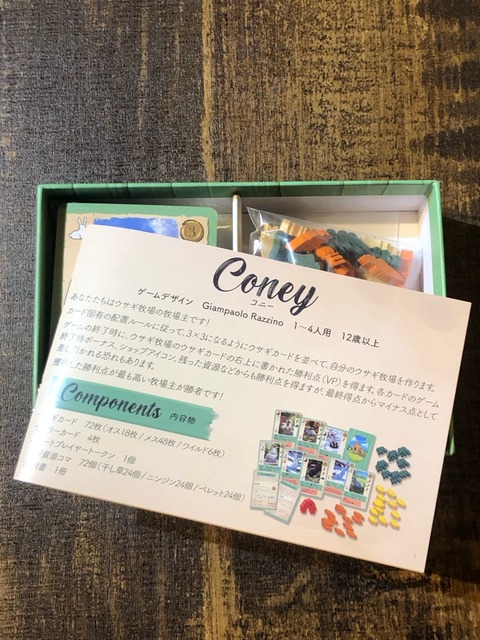 3
Coney
コニー
ゲームデザイン Giampaolo Razzino 1～4人用 12歳以上
あなたたちはウサギ牧場の牧場主です!
カード固有の配置ルールに従って、3×3になるようにウサギカードを並べて、自分のウサギ牧場を作ります。
ゲームの終了時に、ウサギ牧場のウサギカードの右上に書かれた勝利点(VP)を得ます。各カードのゲーム
終了時ボーナス、ショップアイコン、残った資源などからも勝利点を得ますが、最終得点からマイナス点として
差し引かれる恐れもあります。
獲得した勝利点が最も高い牧場主が勝者です!
Components 内容物
ギカード 72枚(オス18枚/メス48枚/ワイルド6枚)
リーカード 4枚
ートプレイヤートークン 1個
資源コマ 72個(干し草24個/ニンジン24個/ペレット24個)
書 1冊